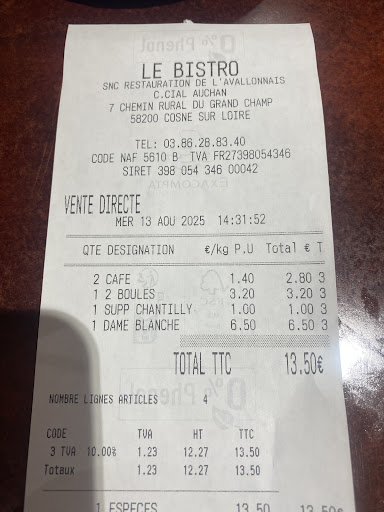 LE BISTRO
SNC RESTAURATION DE L'AVALLONNAIS
C.CIAL AUCHAN
7 CHEMIN RURAL DU GRAND CHAMP
58200 COSNE SUR LOIRE
TEL: 03.86.28.83.40
CODE NAF 5610 B TVA FR27398054346
SIRET 398 054 346 00042
VENTE DIRECTE
MER 13 AOU 2025 14:31:52
QTE DESIGNATION €/kg P.U Total € T
2 CAFE 1.40 2.80 3
1 2 BOULES 3.20 3.20 3
1 SUPP CHANTILLY 1.00 1.00 3
1 DAME BLANCHE 6.50 6.50 3
TOTAL TTC 13.50€
NOMBRE LIGNES ARTICLES 4
CODE TVA HT TTC
3 TVA 10.00% 1.23 12.27 13.50
Totaux 1.23 12.27 13.50
1 ESPECES 13.50 13.50€